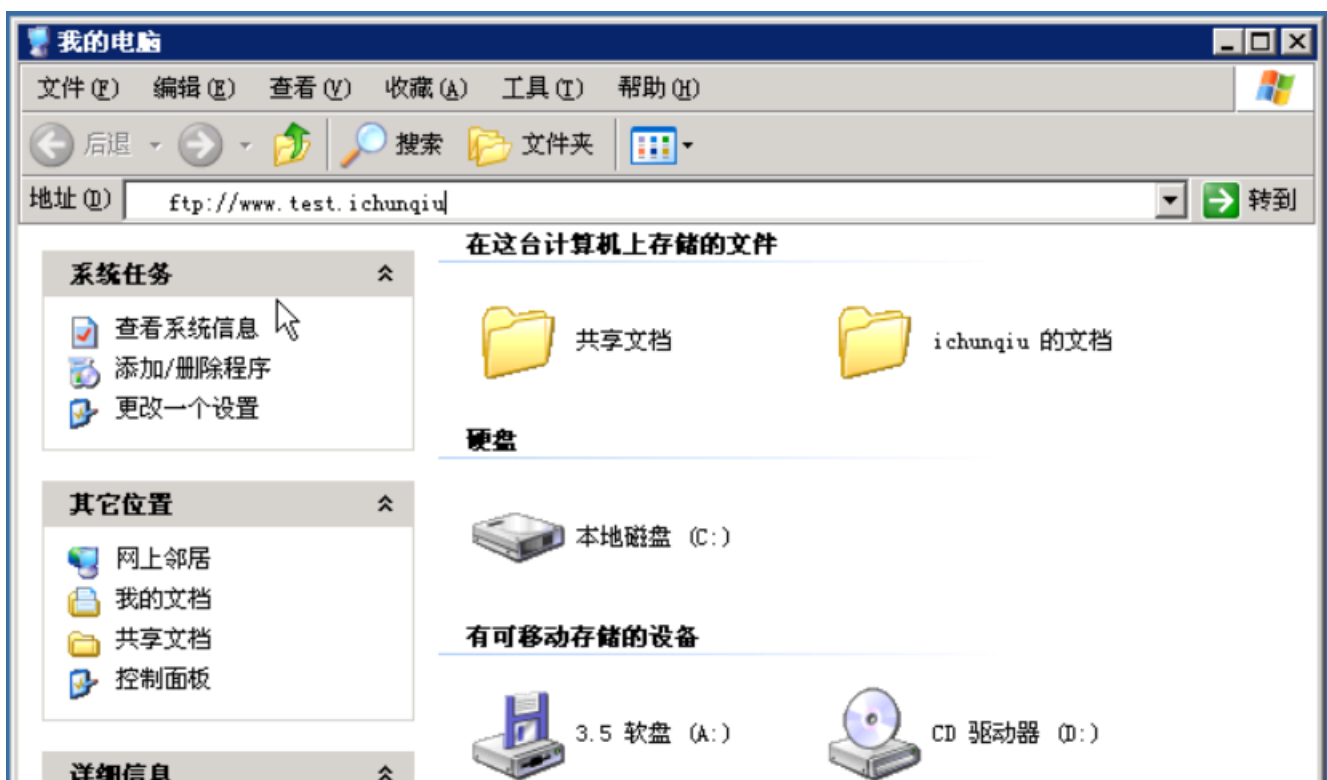 我的电脑
文件(F) 编辑(E) 查看(V) 收藏(A) 工具(T) 帮助(H)
后退 搜索 文件夹
地址(D) ftp://www.test.ichunqiu 转到
系统任务
查看系统信息
添加/删除程序
更改一个设置
其它位置
网上邻居
我的文档
共享文档
控制面板
详细信息
在这台计算机上存储的文件
共享文档 ichunqiu 的文档
硬盘
本地磁盘 (C:)
有可移动存储的设备
3.5 软盘 (A:) CD 驱动器 (D:)